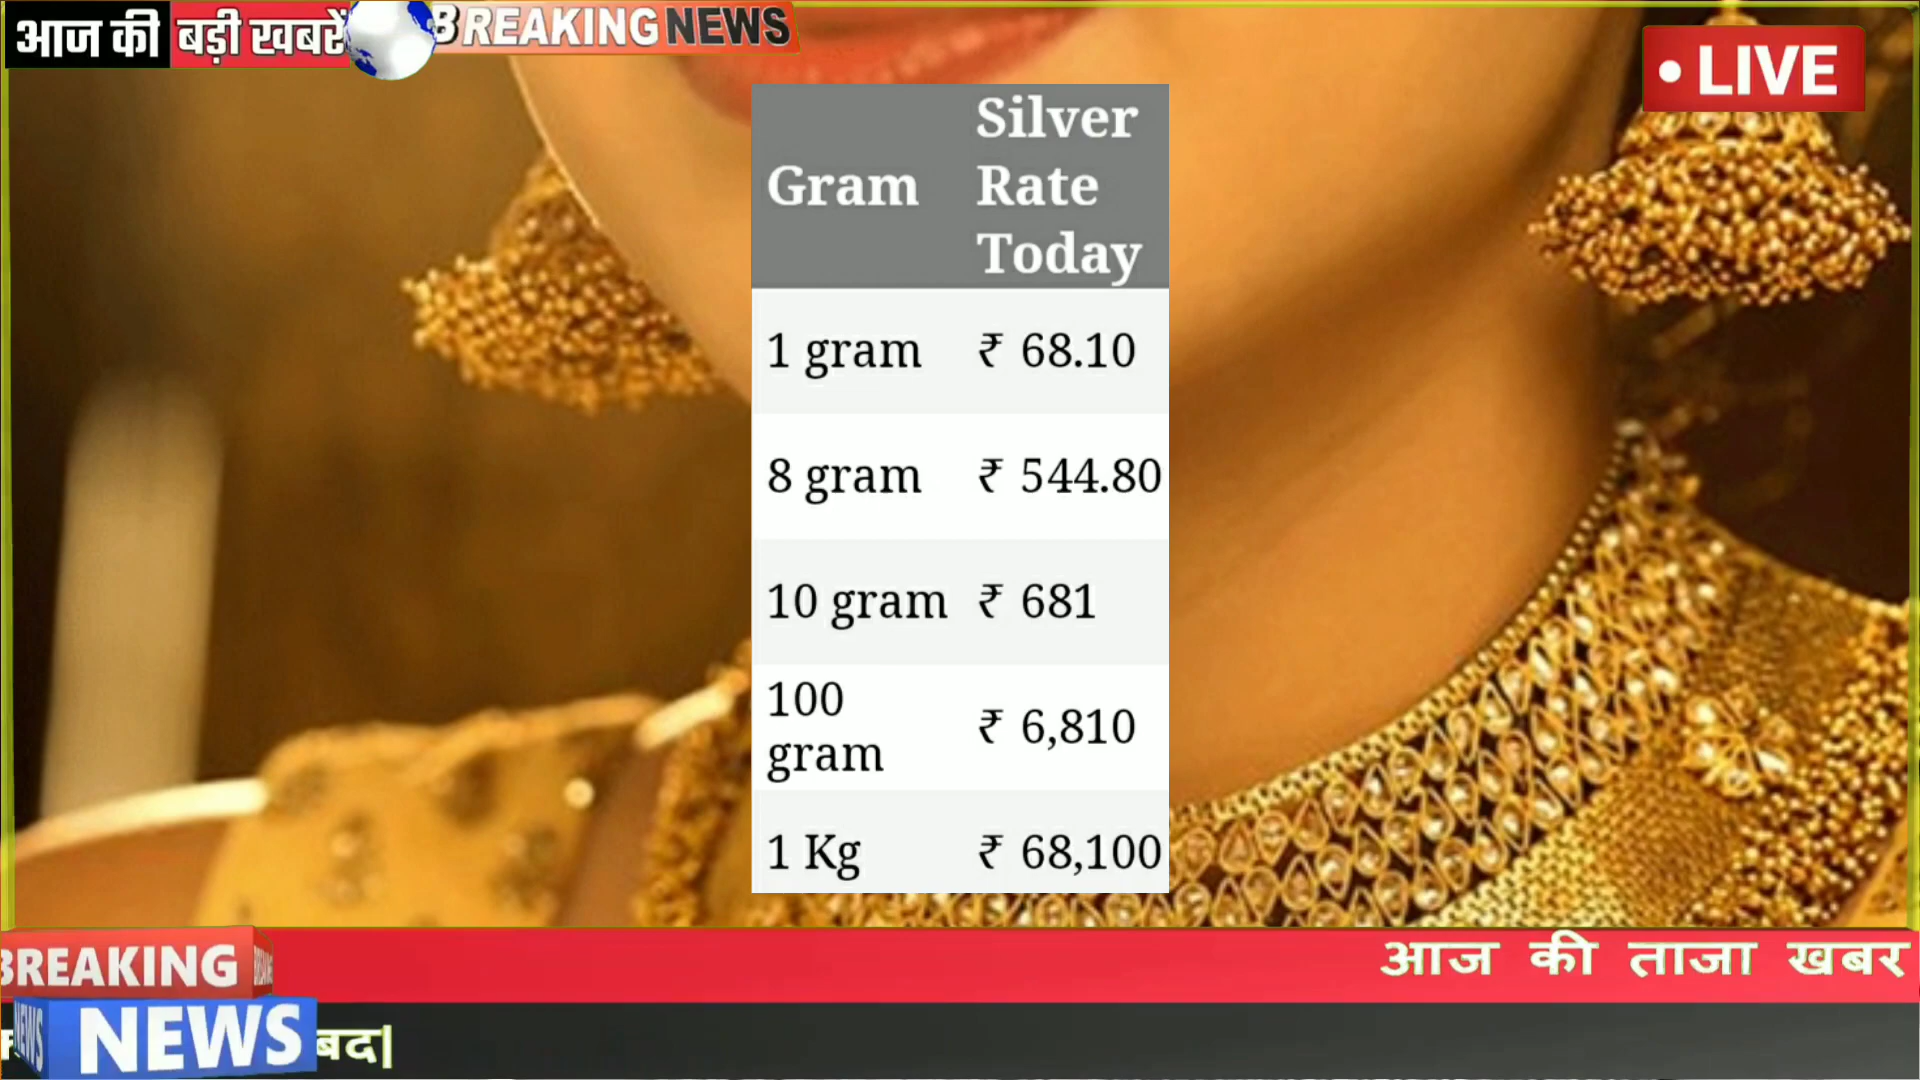 आज की बड़ी खबरें BREAKING NEWS
• LIVE
Gram Silver Rate Today
1 gram ₹ 68.10
8 gram ₹ 544.80
10 gram ₹ 681
100 gram ₹ 6,810
1 Kg ₹ 68,100
BREAKING
आज की ताजा खबर
NEWS
बद|